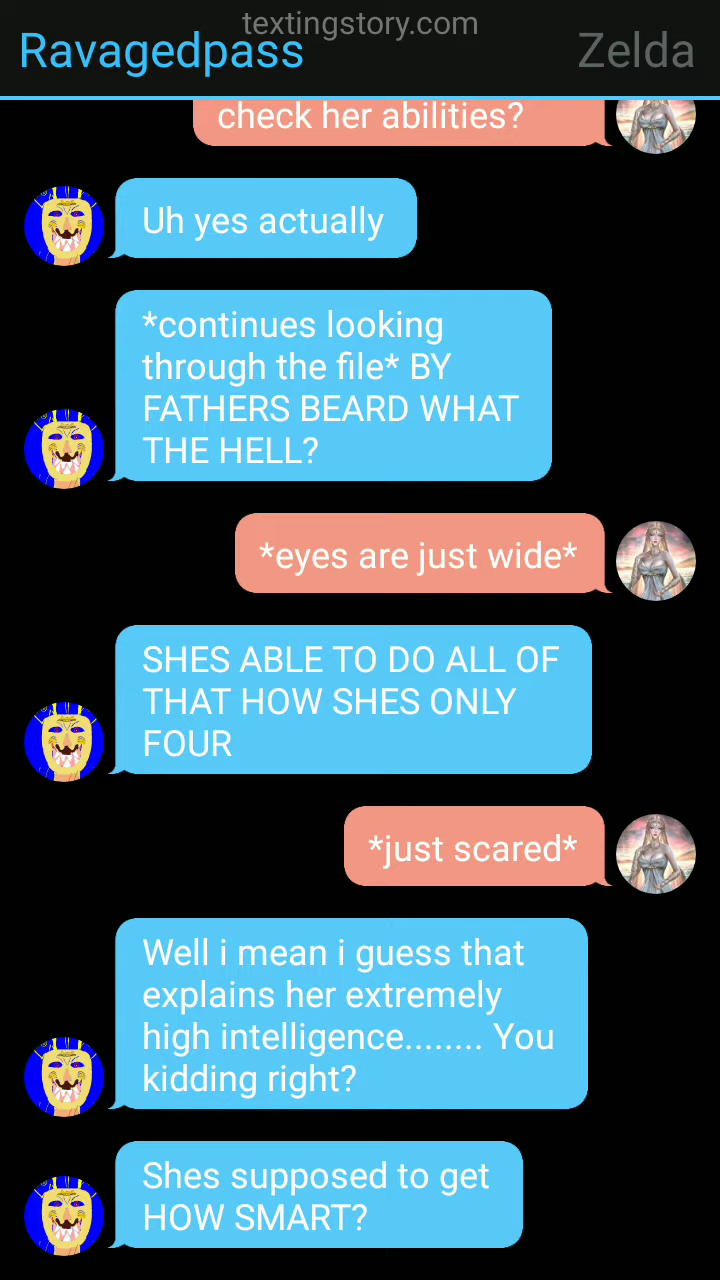 textingstory.com
Ravagedpass
Zelda
check her abilities?
Uh yes actually
*continues looking
through the file* BY
FATHERS BEARD WHAT
THE HELL?
*eyes are just wide*
SHES ABLE TO DO ALL OF
THAT HOW SHES ONLY
FOUR
*just scared*
Well i mean i guess that
explains her extremely
high intelligence........ You
kidding right?
Shes supposed to get
HOW SMART?